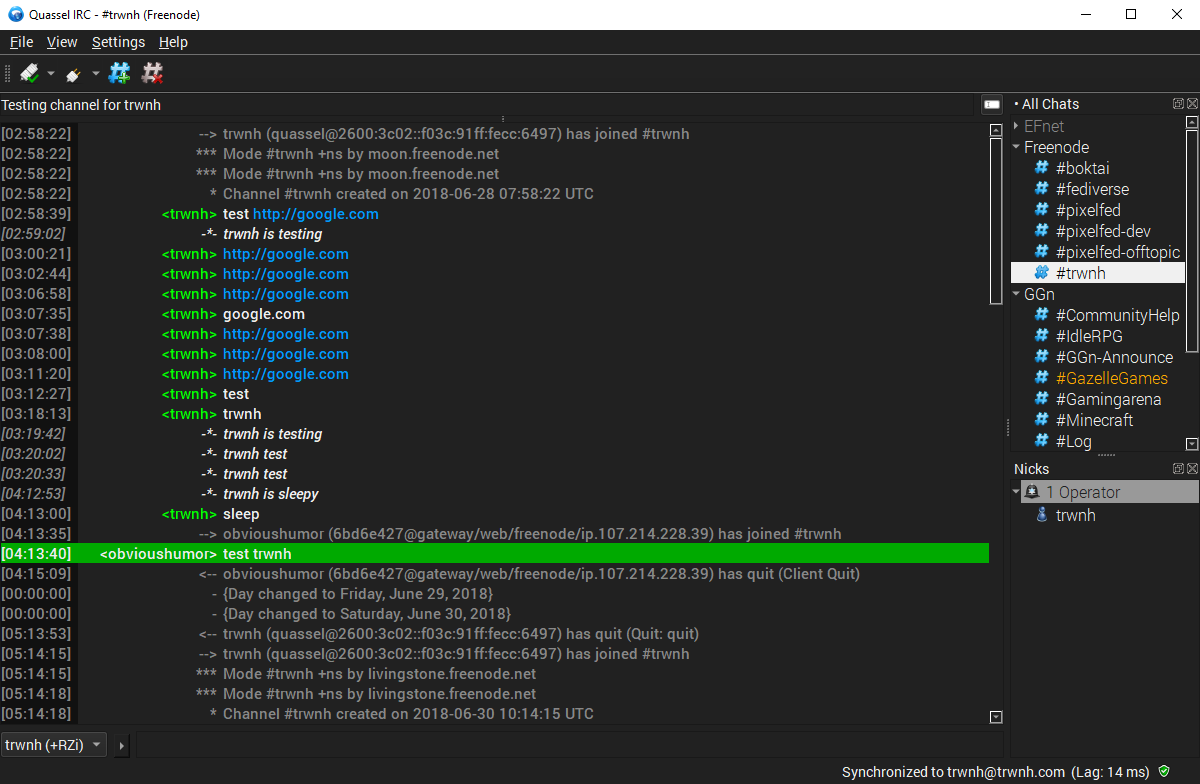 Quassel IRC - #trwnh (Freenode)
File View Settings Help
Testing channel for trwnh
[02:58:22] --> trwnh (quassel@2600:3c02::f03c:91ff:fecc:6497) has joined #trwnh
[02:58:22] *** Mode #trwnh +ns by moon.freenode.net
[02:58:22] *** Mode #trwnh +ns by moon.freenode.net
[02:58:22] * Channel #trwnh created on 2018-06-28 07:58:22 UTC
[02:58:39] <trwnh> test http://google.com
[02:59:02] -*- trwnh is testing
[03:00:21] <trwnh> http://google.com
[03:02:44] <trwnh> http://google.com
[03:06:58] <trwnh> http://google.com
[03:07:35] <trwnh> google.com
[03:07:38] <trwnh> http://google.com
[03:08:00] <trwnh> http://google.com
[03:11:20] <trwnh> http://google.com
[03:12:27] <trwnh> test
[03:18:13] <trwnh> trwnh
[03:19:42] -*- trwnh is testing
[03:20:02] -*- trwnh test
[03:20:33] -*- trwnh test
[04:12:53] -*- trwnh is sleepy
[04:13:00] <trwnh> sleep
[04:13:35] --> obvioushumor (6bd6e427@gateway/web/freenode/ip.107.214.228.39) has joined #trwnh
[04:13:40] <obvioushumor> test trwnh
[04:15:09] <-- obvioushumor (6bd6e427@gateway/web/freenode/ip.107.214.228.39) has quit (Client Quit)
[00:00:00] - {Day changed to Friday, June 29, 2018}
[00:00:00] - {Day changed to Saturday, June 30, 2018}
[05:13:53] <-- trwnh (quassel@2600:3c02::f03c:91ff:fecc:6497) has quit (Quit: quit)
[05:14:15] --> trwnh (quassel@2600:3c02::f03c:91ff:fecc:6497) has joined #trwnh
[05:14:15] *** Mode #trwnh +ns by livingstone.freenode.net
[05:14:18] *** Mode #trwnh +ns by livingstone.freenode.net
[05:14:18] * Channel #trwnh created on 2018-06-30 10:14:15 UTC
trwnh (+RZi)
All Chats
EFnet
Freenode
#boktai
#fediverse
#pixelfed
#pixelfed-dev
#pixelfed-offtopic
#trwnh
GGn
#CommunityHelp
#IdleRPG
#GGn-Announce
#GazelleGames
#Gamingarena
#Minecraft
#Log
Nicks
1 Operator
trwnh
Synchronized to trwnh@trwnh.com (Lag: 14 ms)